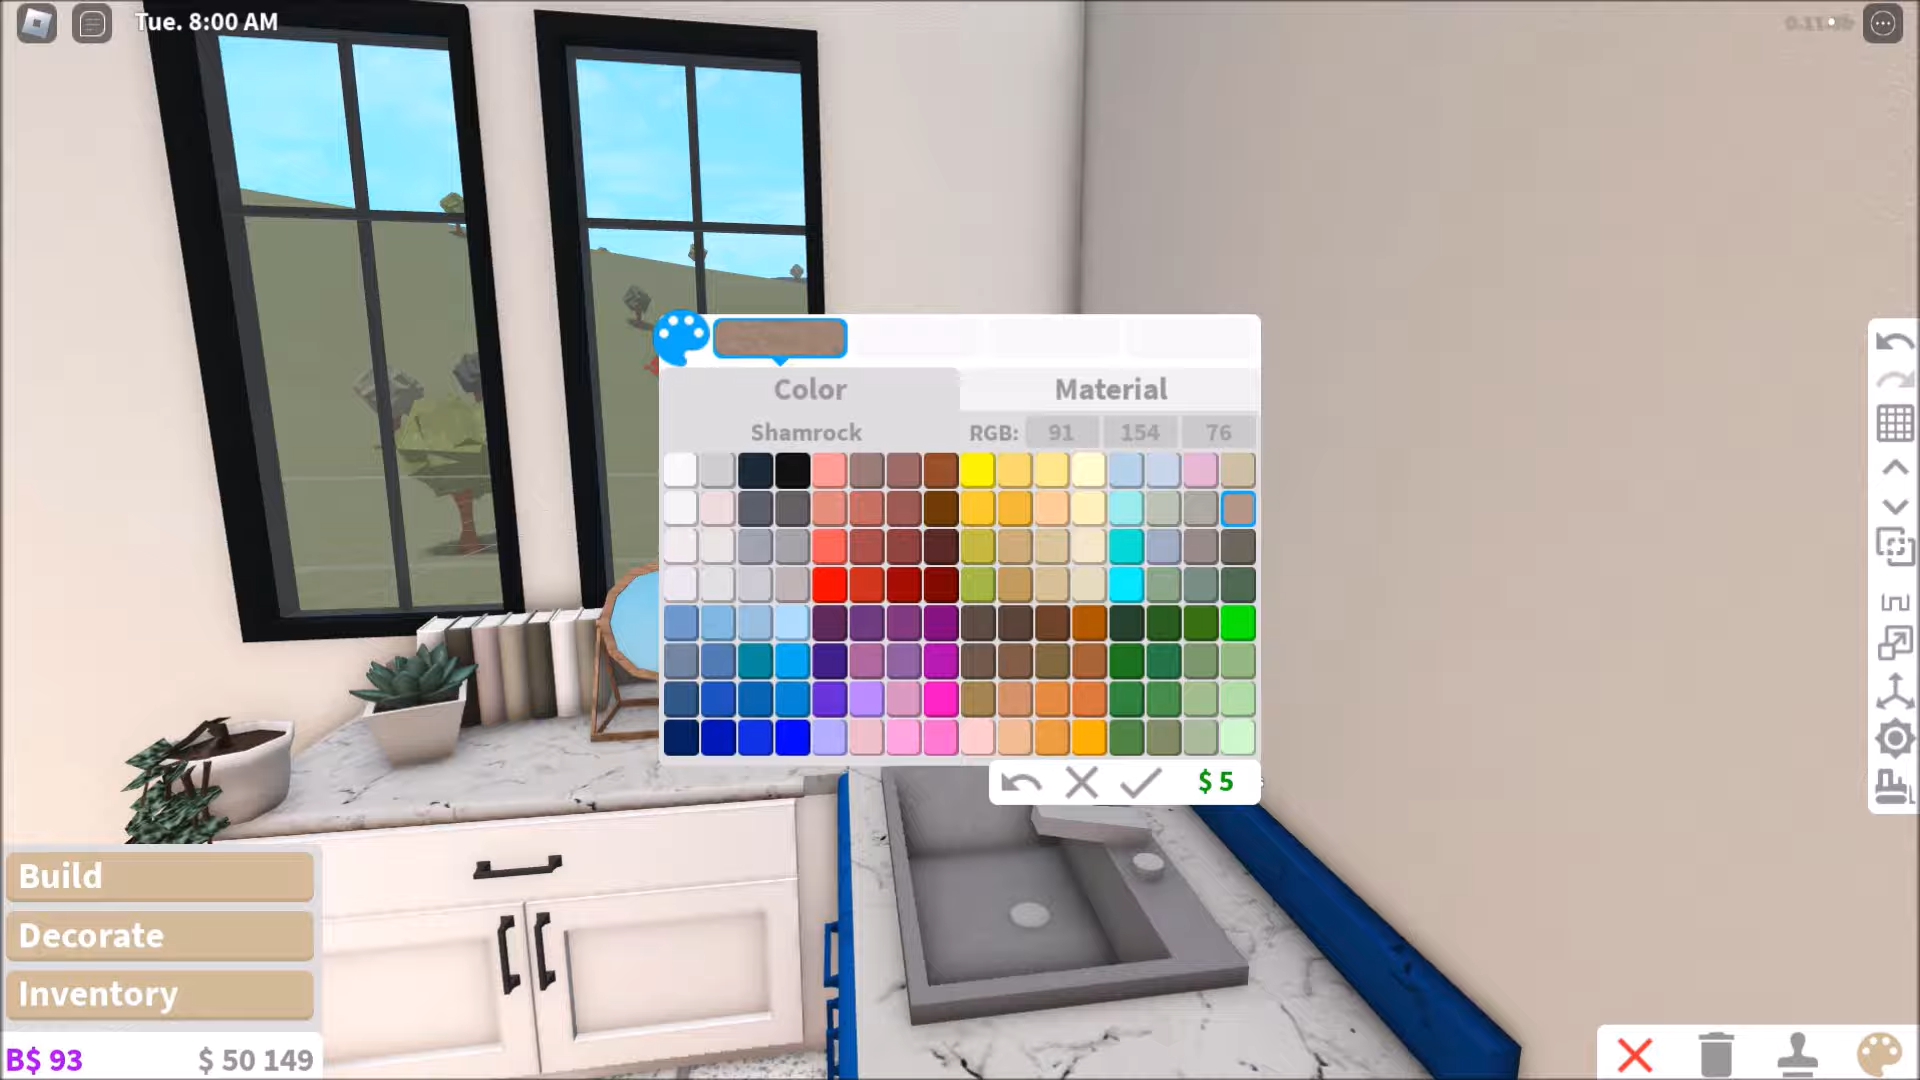 Tue. 8:00 AM
Color
Material
Shamrock
RGB: 91 154 76
$ 5
Build
Decorate
Inventory
B$ 93
$ 50 149